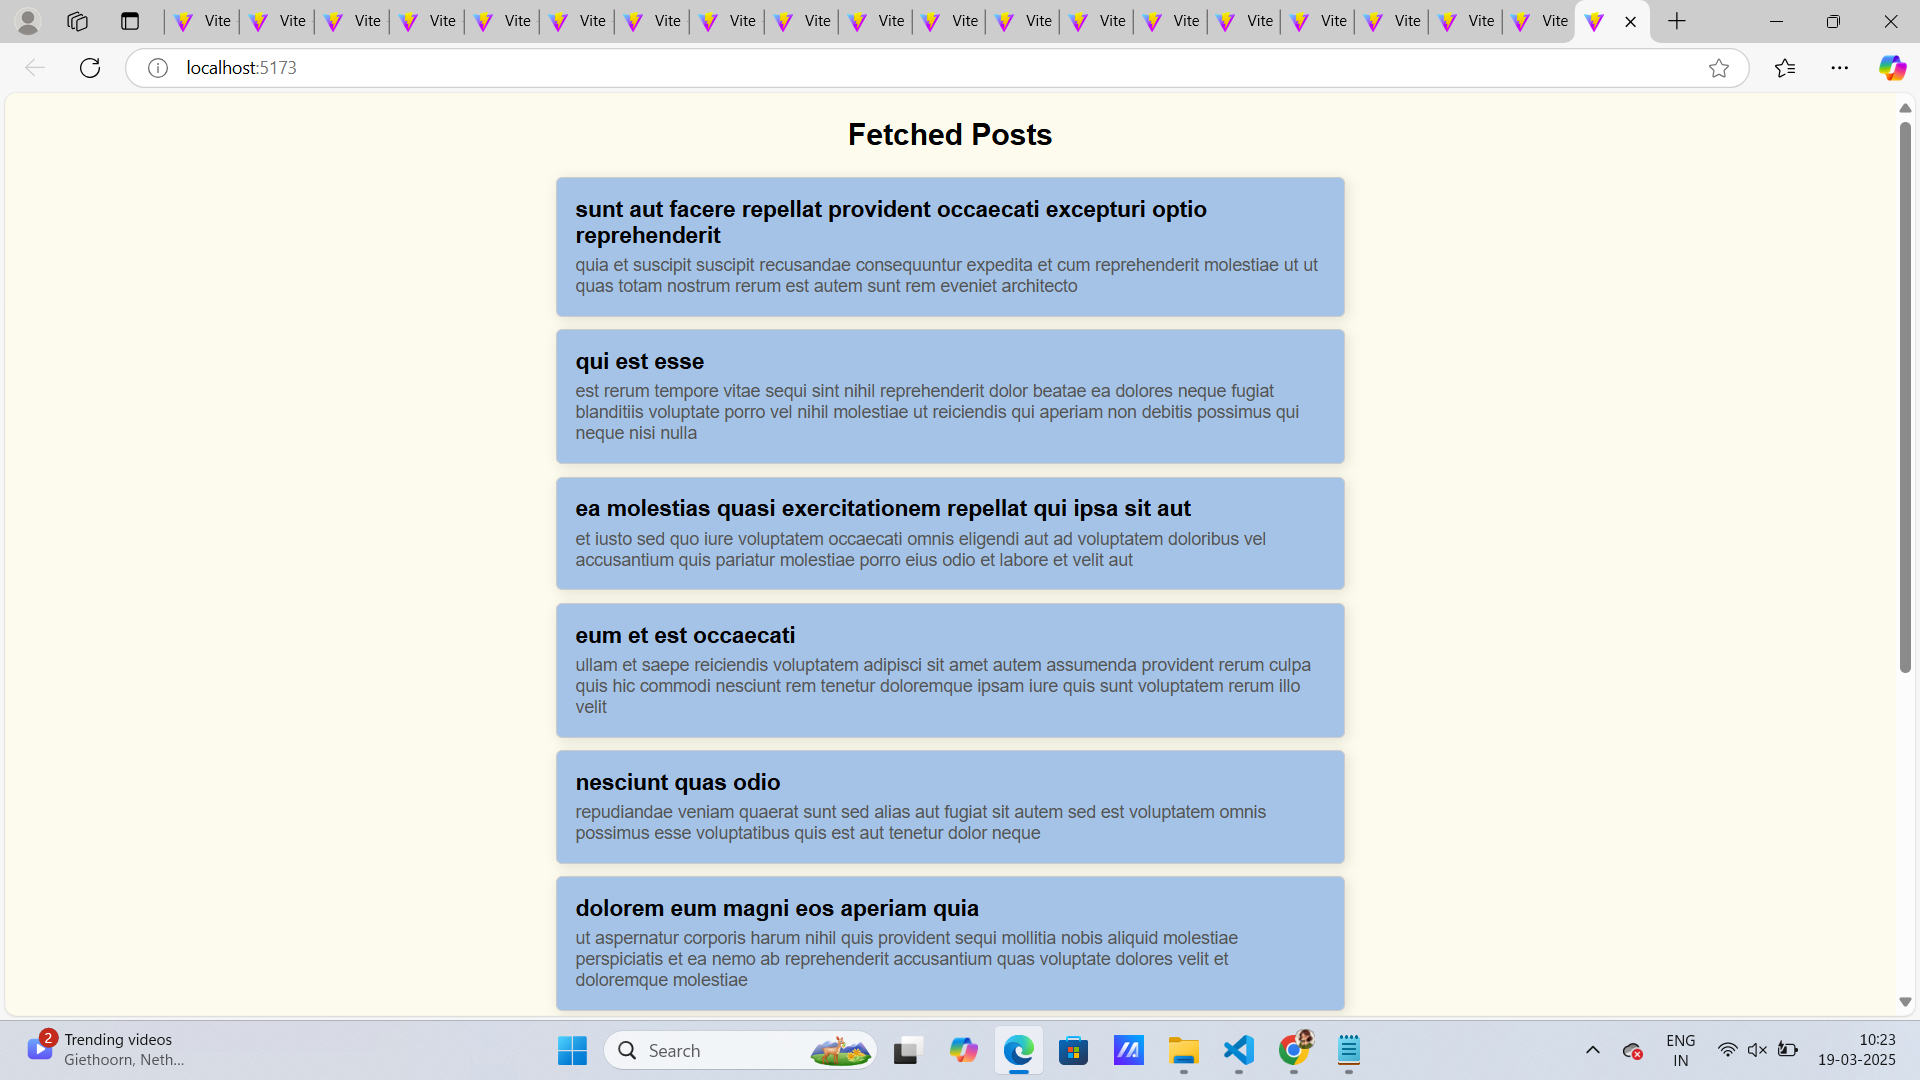 Vite Vite Vite Vite Vite Vite Vite Vite Vite Vite Vite Vite Vite Vite Vite Vite Vite Vite Vite
localhost:5173
Fetched Posts
sunt aut facere repellat provident occaecati excepturi optio
reprehenderit
quia et suscipit suscipit recusandae consequuntur expedita et cum reprehenderit molestiae ut ut
quas totam nostrum rerum est autem sunt rem eveniet architecto
qui est esse
est rerum tempore vitae sequi sint nihil reprehenderit dolor beatae ea dolores neque fugiat
blanditiis voluptate porro vel nihil molestiae ut reiciendis qui aperiam non debitis possimus qui
neque nisi nulla
ea molestias quasi exercitationem repellat qui ipsa sit aut
et iusto sed quo iure voluptatem occaecati omnis eligendi aut ad voluptatem doloribus vel
accusantium quis pariatur molestiae porro eius odio et labore et velit aut
eum et est occaecati
ullam et saepe reiciendis voluptatem adipisci sit amet autem assumenda provident rerum culpa
quis hic commodi nesciunt rem tenetur doloremque ipsam iure quis sunt voluptatem rerum illo
velit
nesciunt quas odio
repudiandae veniam quaerat sunt sed alias aut fugiat sit autem sed est voluptatem omnis
possimus esse voluptatibus quis est aut tenetur dolor neque
dolorem eum magni eos aperiam quia
ut aspernatur corporis harum nihil quis provident sequi mollitia nobis aliquid molestiae
perspiciatis et ea nemo ab reprehenderit accusantium quas voluptate dolores velit et
doloremque molestiae
2
Trending videos
Giethoorn, Neth...
Search
ENG
IN
10:23
19-03-2025